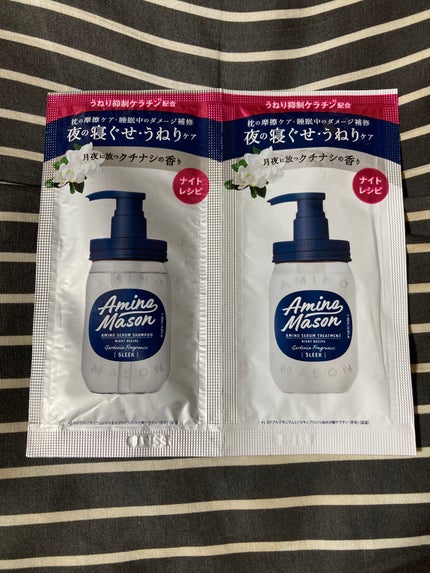 うねり抑制ケラチン配合
枕の摩擦ケア・睡眠中のダメージ補修
夜の寝ぐせ・うねりケア
月夜に放つクチナシの香り
ナイト
レシピ
AMINO
Amino
Mason
AMINO SERUM SHAMPOO
NIGHT RECIPE
Gardenia Fragrance
[SLEEK]
MASON
うねり抑制ケラチン配合
枕の摩擦ケア・睡眠中のダメージ補修
夜の寝ぐせ・うねりケア
月夜に放つクチナシの香り
ナイト
レシピ
AMINO
Amino
Mason
AMINO SERUM TREATMENT
NIGHT RECIPE
Gardenia Fragrance
[SLEEK]
MASON